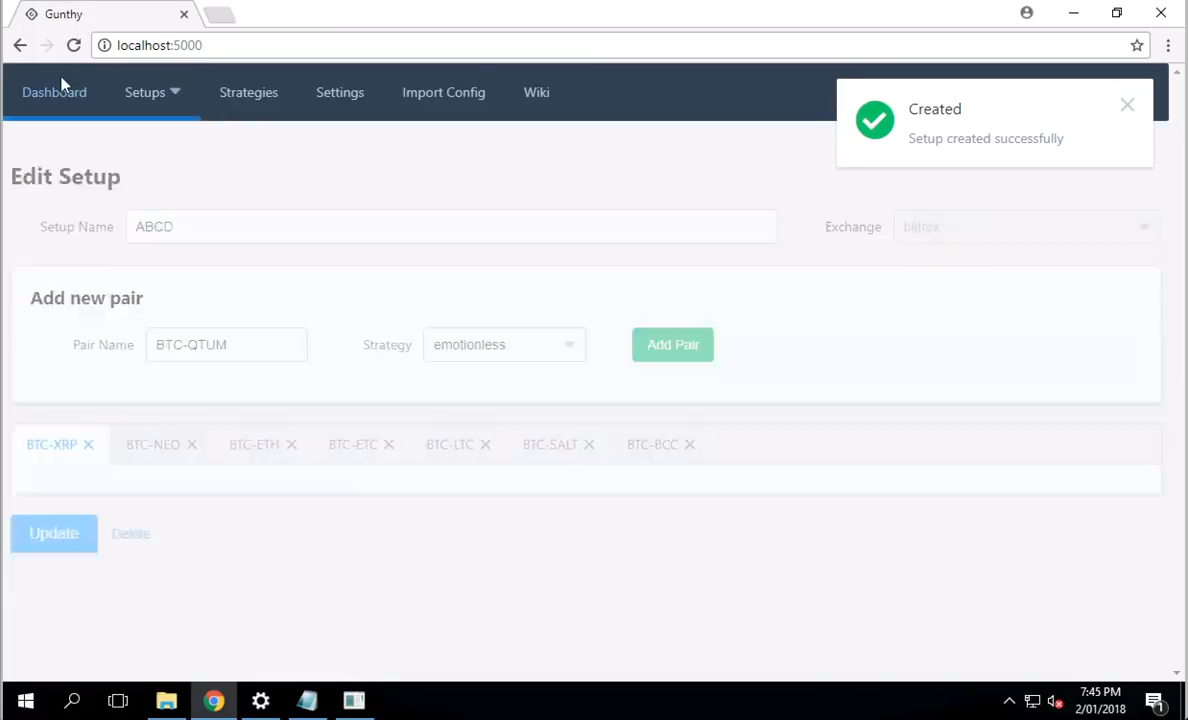 Gunthy
localhost:5000
Dashboard Setups Strategies Settings Import Config Wiki
Created
Setup created successfully
Edit Setup
Setup Name ABCD Exchange bittrex
Add new pair
Pair Name BTC-QTUM Strategy emotionless Add Pair
BTC-XRP BTC-NEO BTC-ETH BTC-ETC BTC-LTC BTC-SALT BTC-BCC
Update Delete
7:45 PM
2/01/2018
1